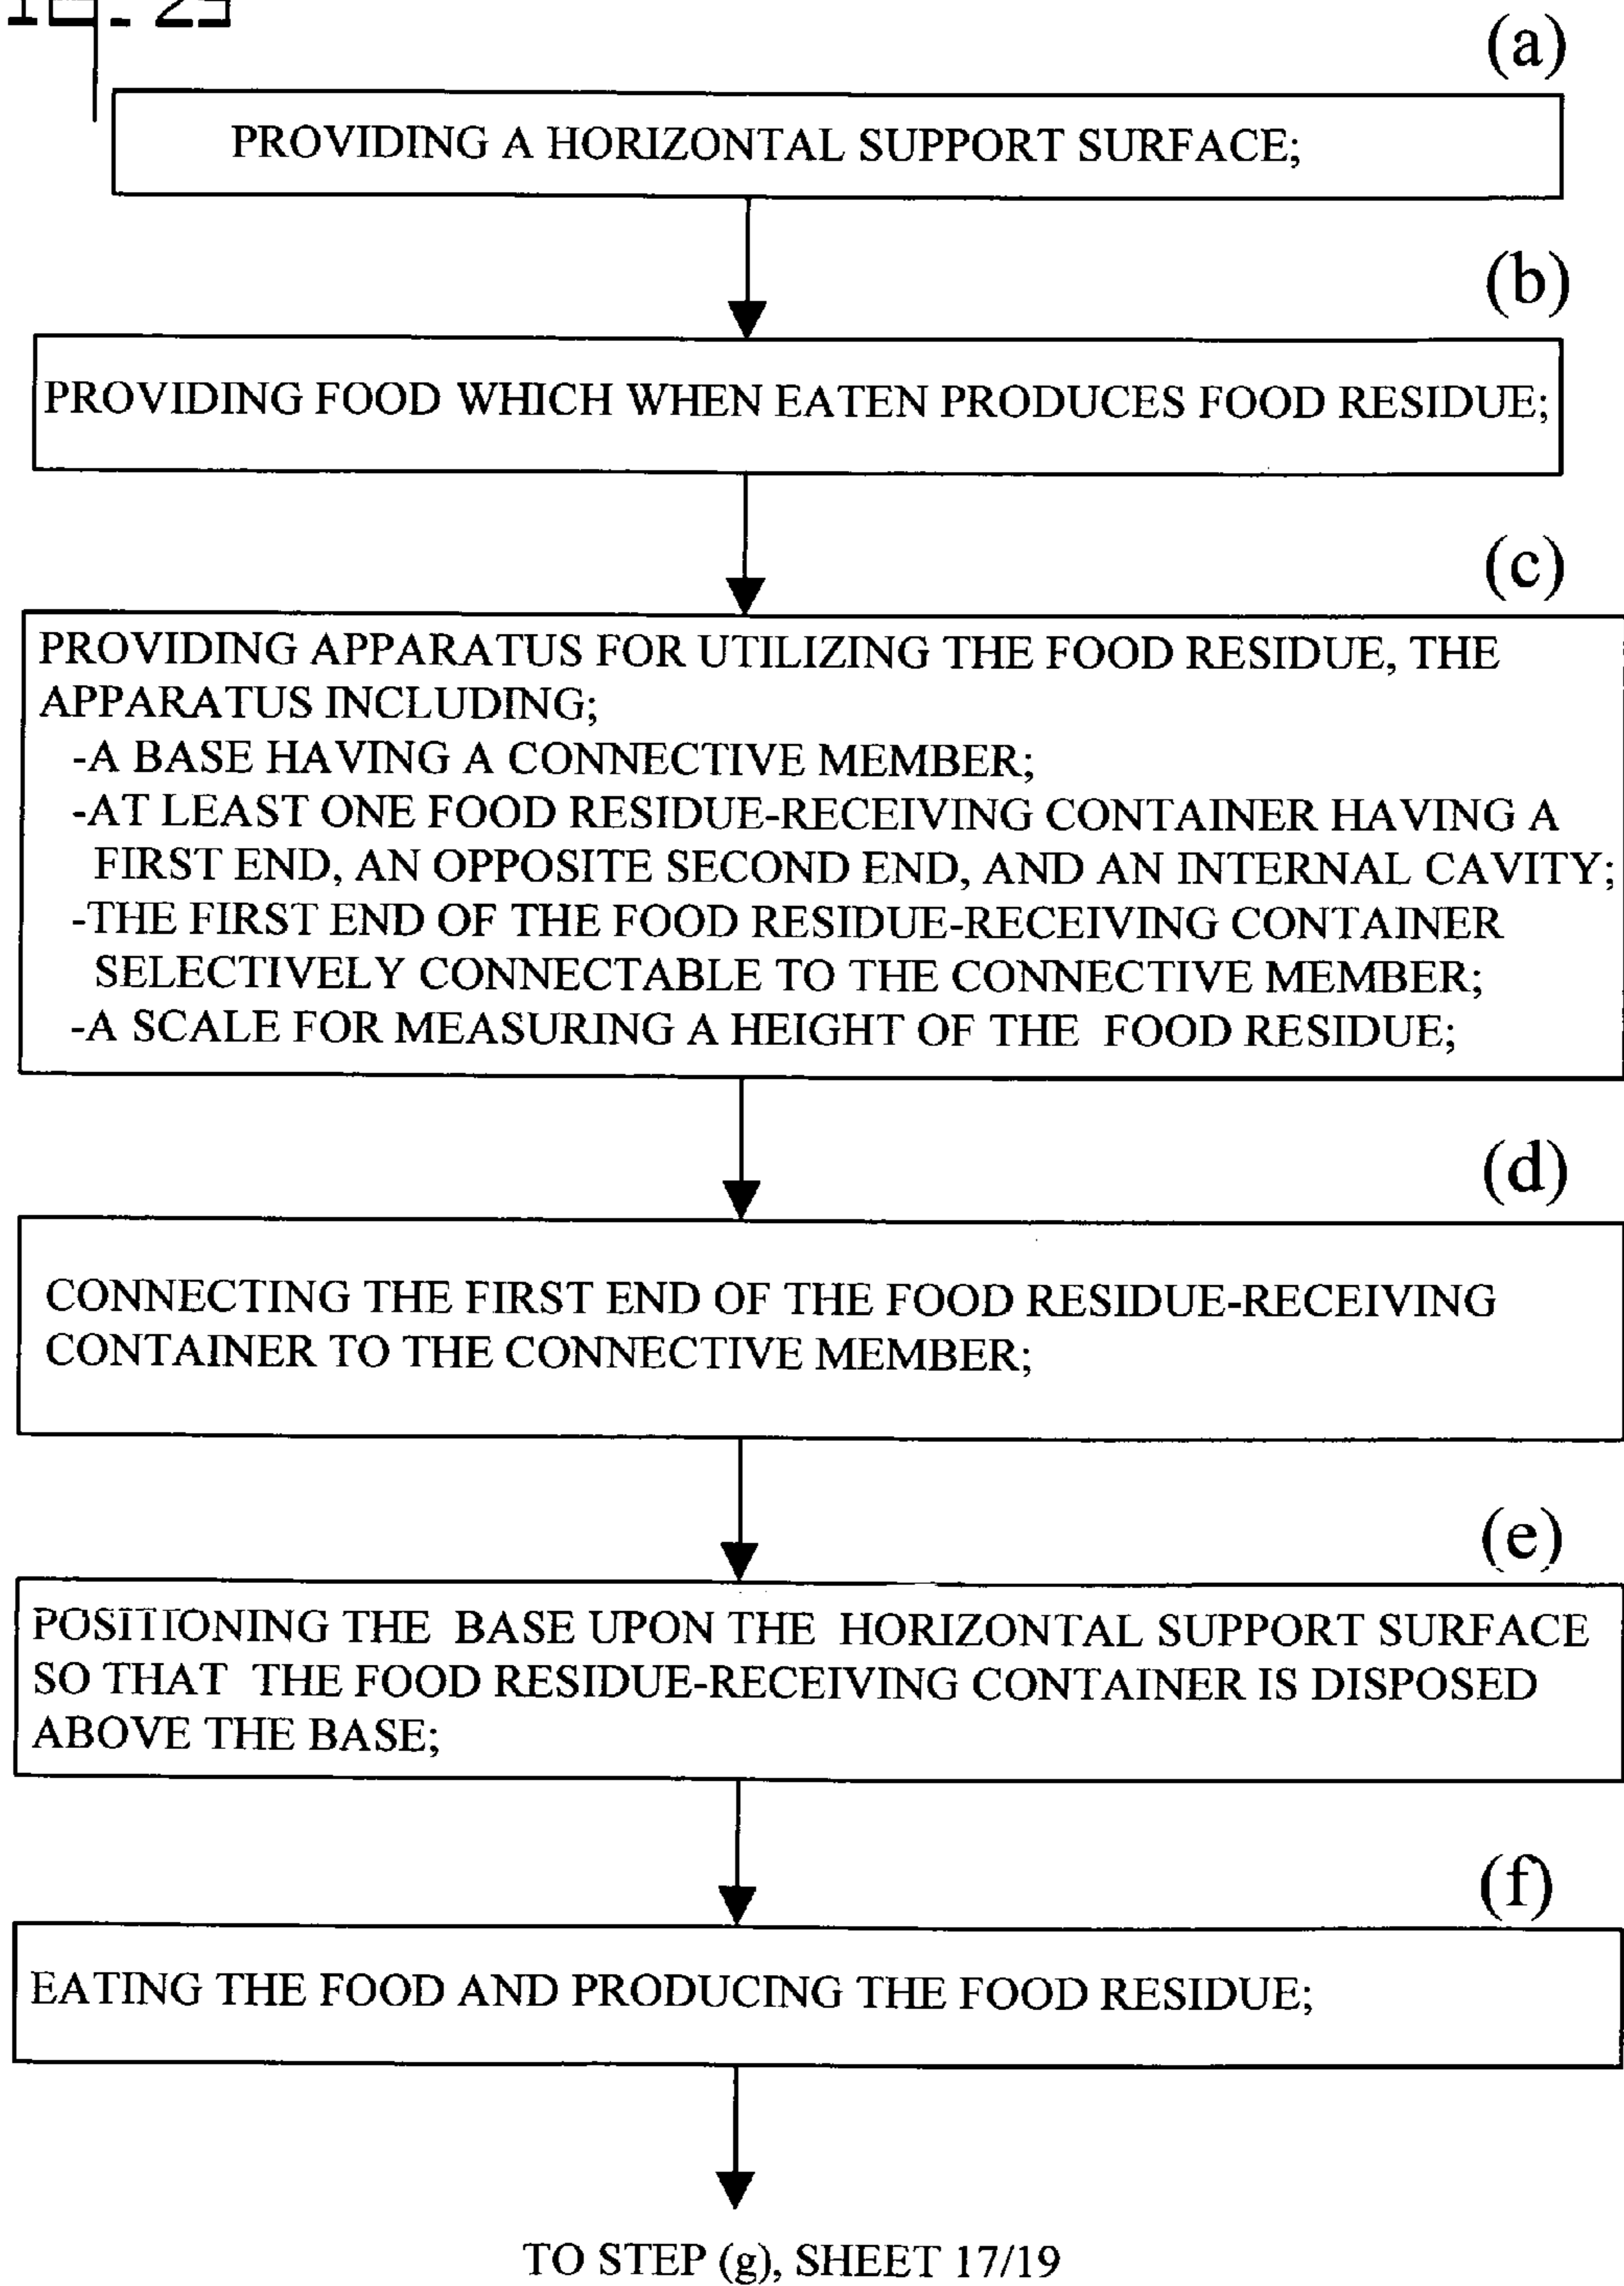 (a)
PROVIDING A HORIZONTAL SUPPORT SURFACE;
(b)
PROVIDING FOOD WHICH WHEN EATEN PRODUCES FOOD RESIDUE;
(c)
PROVIDING APPARATUS FOR UTILIZING THE FOOD RESIDUE, THE
APPARATUS INCLUDING;
-A BASE HAVING A CONNECTIVE MEMBER;
-AT LEAST ONE FOOD RESIDUE-RECEIVING CONTAINER HAVING A
FIRST END, AN OPPOSITE SECOND END, AND AN INTERNAL CAVITY;
-THE FIRST END OF THE FOOD RESIDUE-RECEIVING CONTAINER
SELECTIVELY CONNECTABLE TO THE CONNECTIVE MEMBER;
-A SCALE FOR MEASURING A HEIGHT OF THE FOOD RESIDUE;
(d)
CONNECTING THE FIRST END OF THE FOOD RESIDUE-RECEIVING
CONTAINER TO THE CONNECTIVE MEMBER;
(e)
POSITIONING THE BASE UPON THE HORIZONTAL SUPPORT SURFACE
SO THAT THE FOOD RESIDUE-RECEIVING CONTAINER IS DISPOSED
ABOVE THE BASE;
(f)
EATING THE FOOD AND PRODUCING THE FOOD RESIDUE;
TO STEP (g), SHEET 17/19